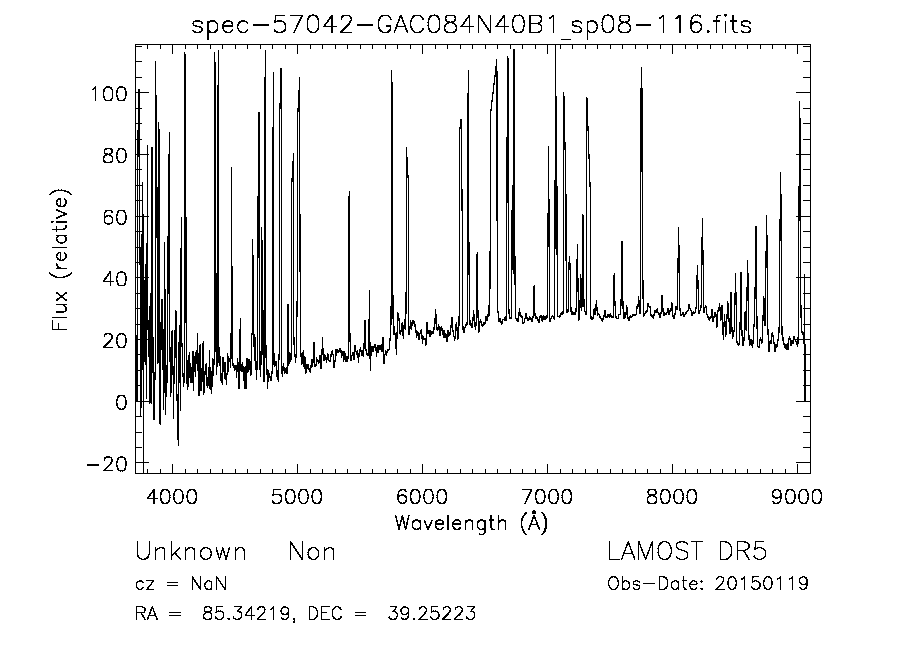 spec-57042-GAC084N40B1_sp08-116.fits
Flux (relative)
100
80
60
40
20
0
-20
4000 5000 6000 7000 8000 9000
Wavelength (Å)
Unknown Non LAMOST DR5
cz = NaN Obs-Date: 20150119
RA = 85.34219, DEC = 39.25223